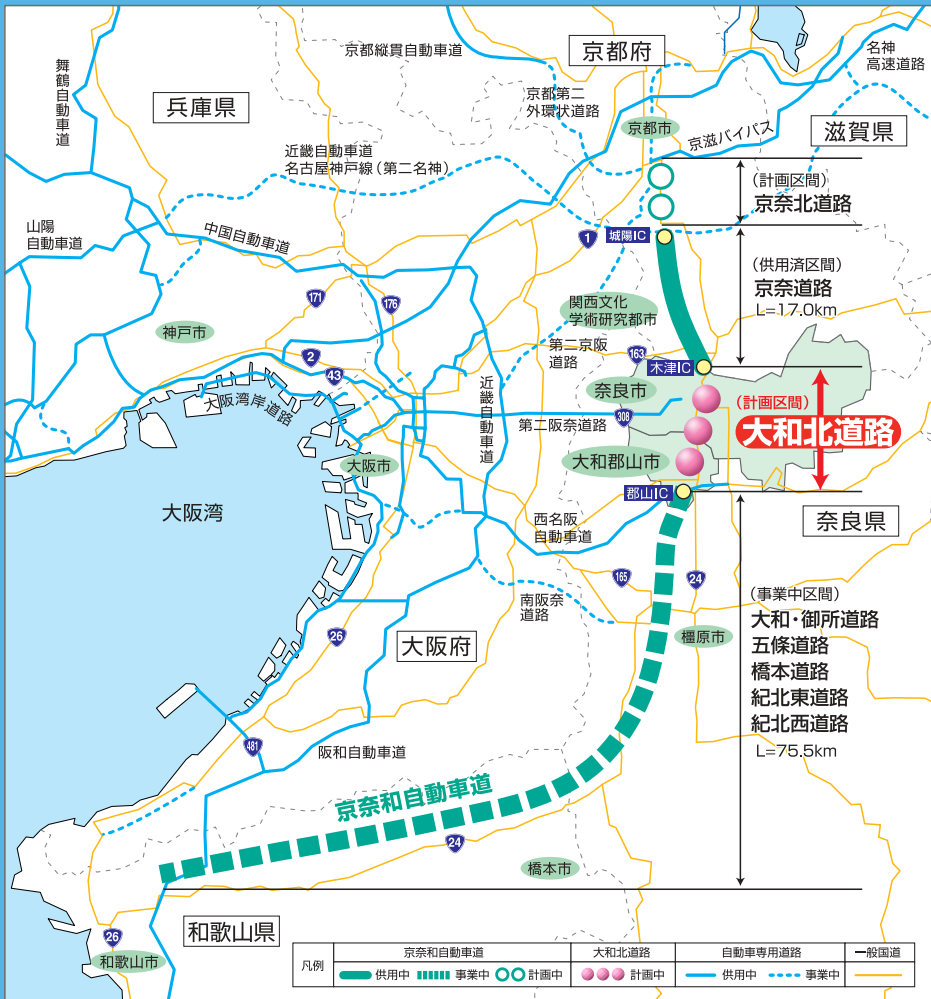 舞鶴自動車道
京都縦貫自動車道
京都府
名神
高速道路
兵庫県
京都第二
外環状道路
京都市
京滋バイパス
滋賀県
近畿自動車道
名古屋神戸線(第二名神)
(計画区間)
京奈北道路
山陽
自動車道
中国自動車道
1
城陽IC
(供用済区間)
京奈道路
L=17.0km
171
176
関西文化
学術研究都市
神戸市
2
43
第二京阪
道路
163
木津IC
大阪湾岸道路
近畿自動車道
奈良市
(計画区間)
大和北道路
308
第二阪奈道路
大阪市
大和郡山市
郡山IC
大阪湾
西名阪
自動車道
奈良県
165
24
南阪奈
道路
(事業中区間)
大和・御所道路
五條道路
橋本道路
紀北東道路
紀北西道路
L=75.5km
26
大阪府
橿原市
481
阪和自動車道
京奈和自動車道
24
橋本市
和歌山県
26
和歌山市
凡例
京奈和自動車道
大和北道路
自動車専用道路
一般国道
供用中
事業中
計画中
計画中
供用中
事業中